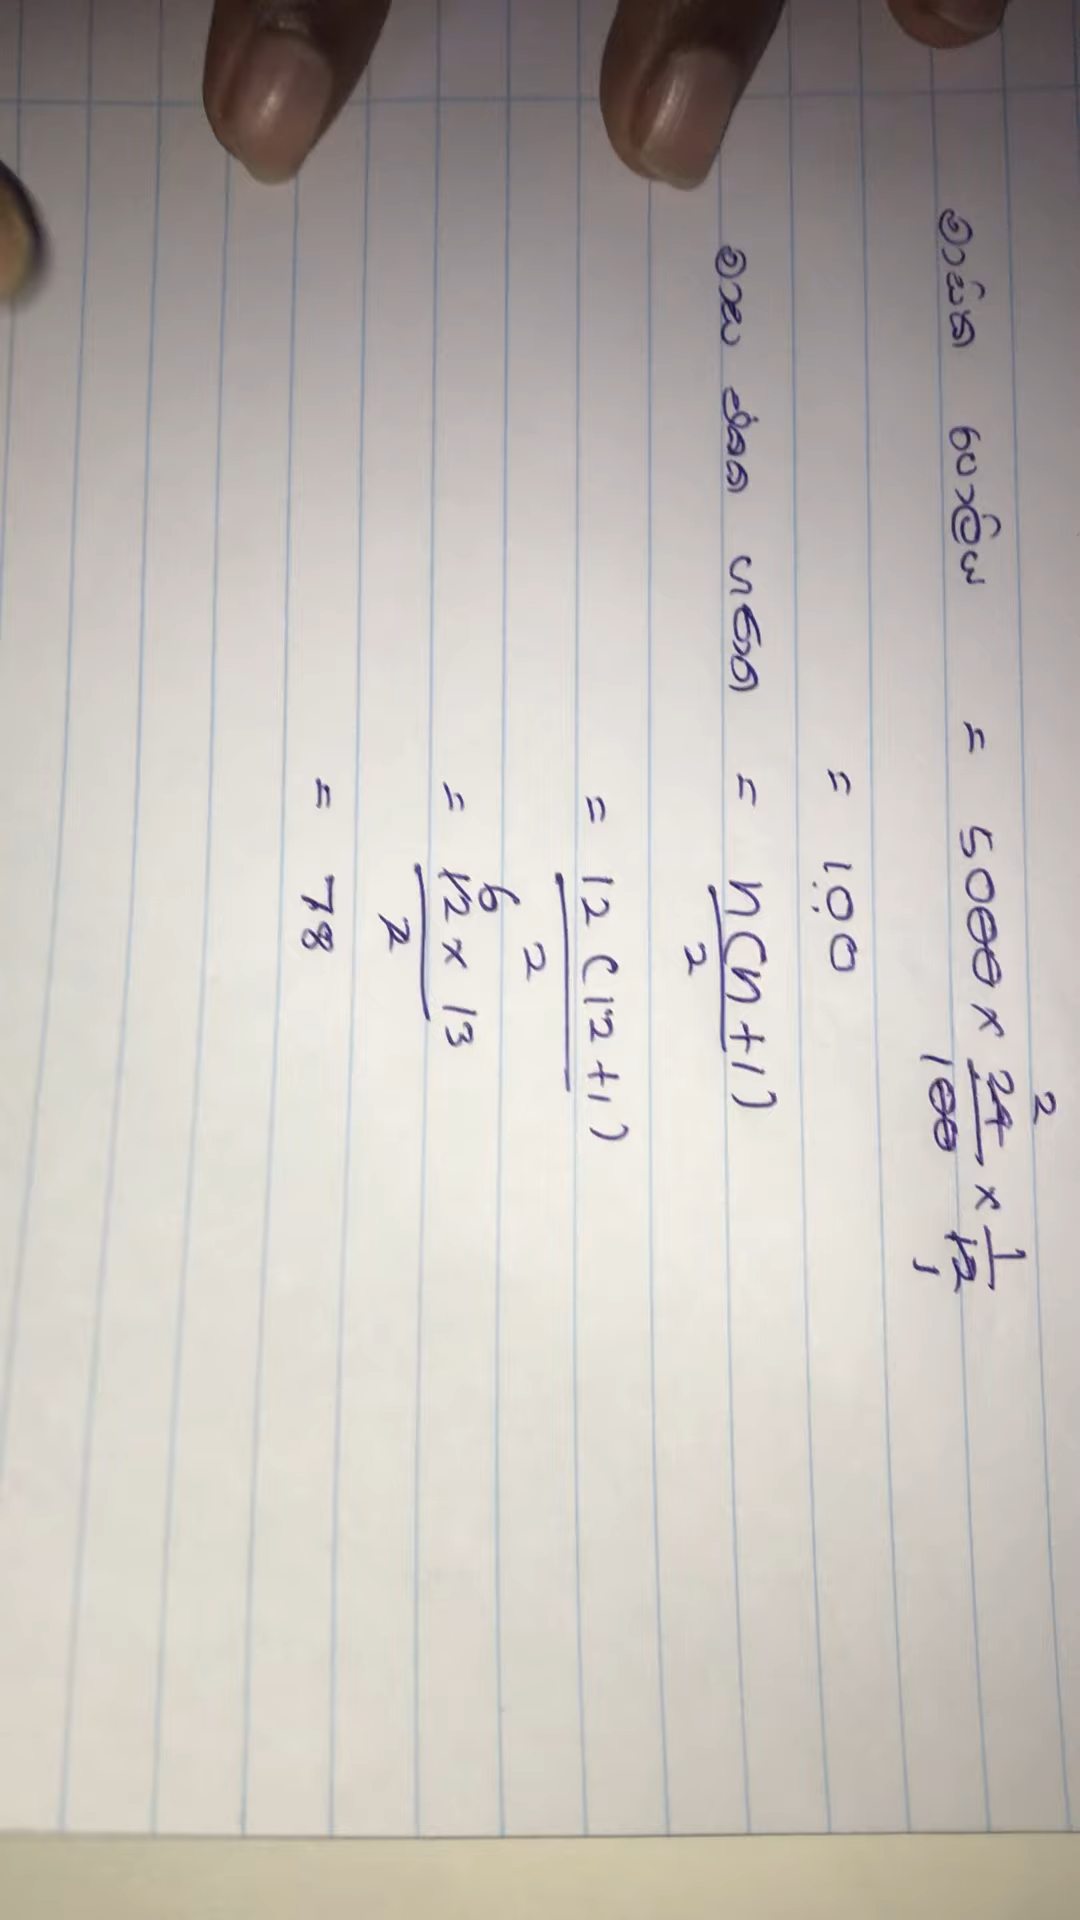 මාසික පොලිය = 5000 × 24/100 × 1/12
= 100
මාස ඒකක ගණන = n(n+1)/2
= 12(12+1)/2
= 12 × 13/2
= 78